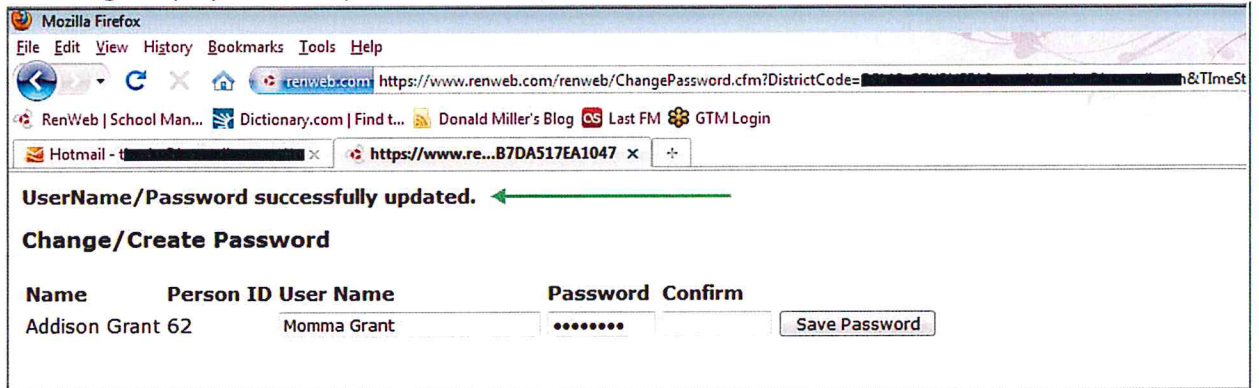 Mozilla Firefox
File Edit View History Bookmarks Tools Help
renweb.com https://www.renweb.com/renweb/ChangePassword.cfm?DistrictCode= n&TImeSt
RenWeb | School Man... Dictionary.com | Find t... Donald Miller's Blog Last FM GTM Login
Hotmail - t https://www.re...B7DA517EA1047
UserName/Password successfully updated.
Change/Create Password
Name Person ID User Name Password Confirm
Addison Grant 62 Momma Grant •••••••• Save Password